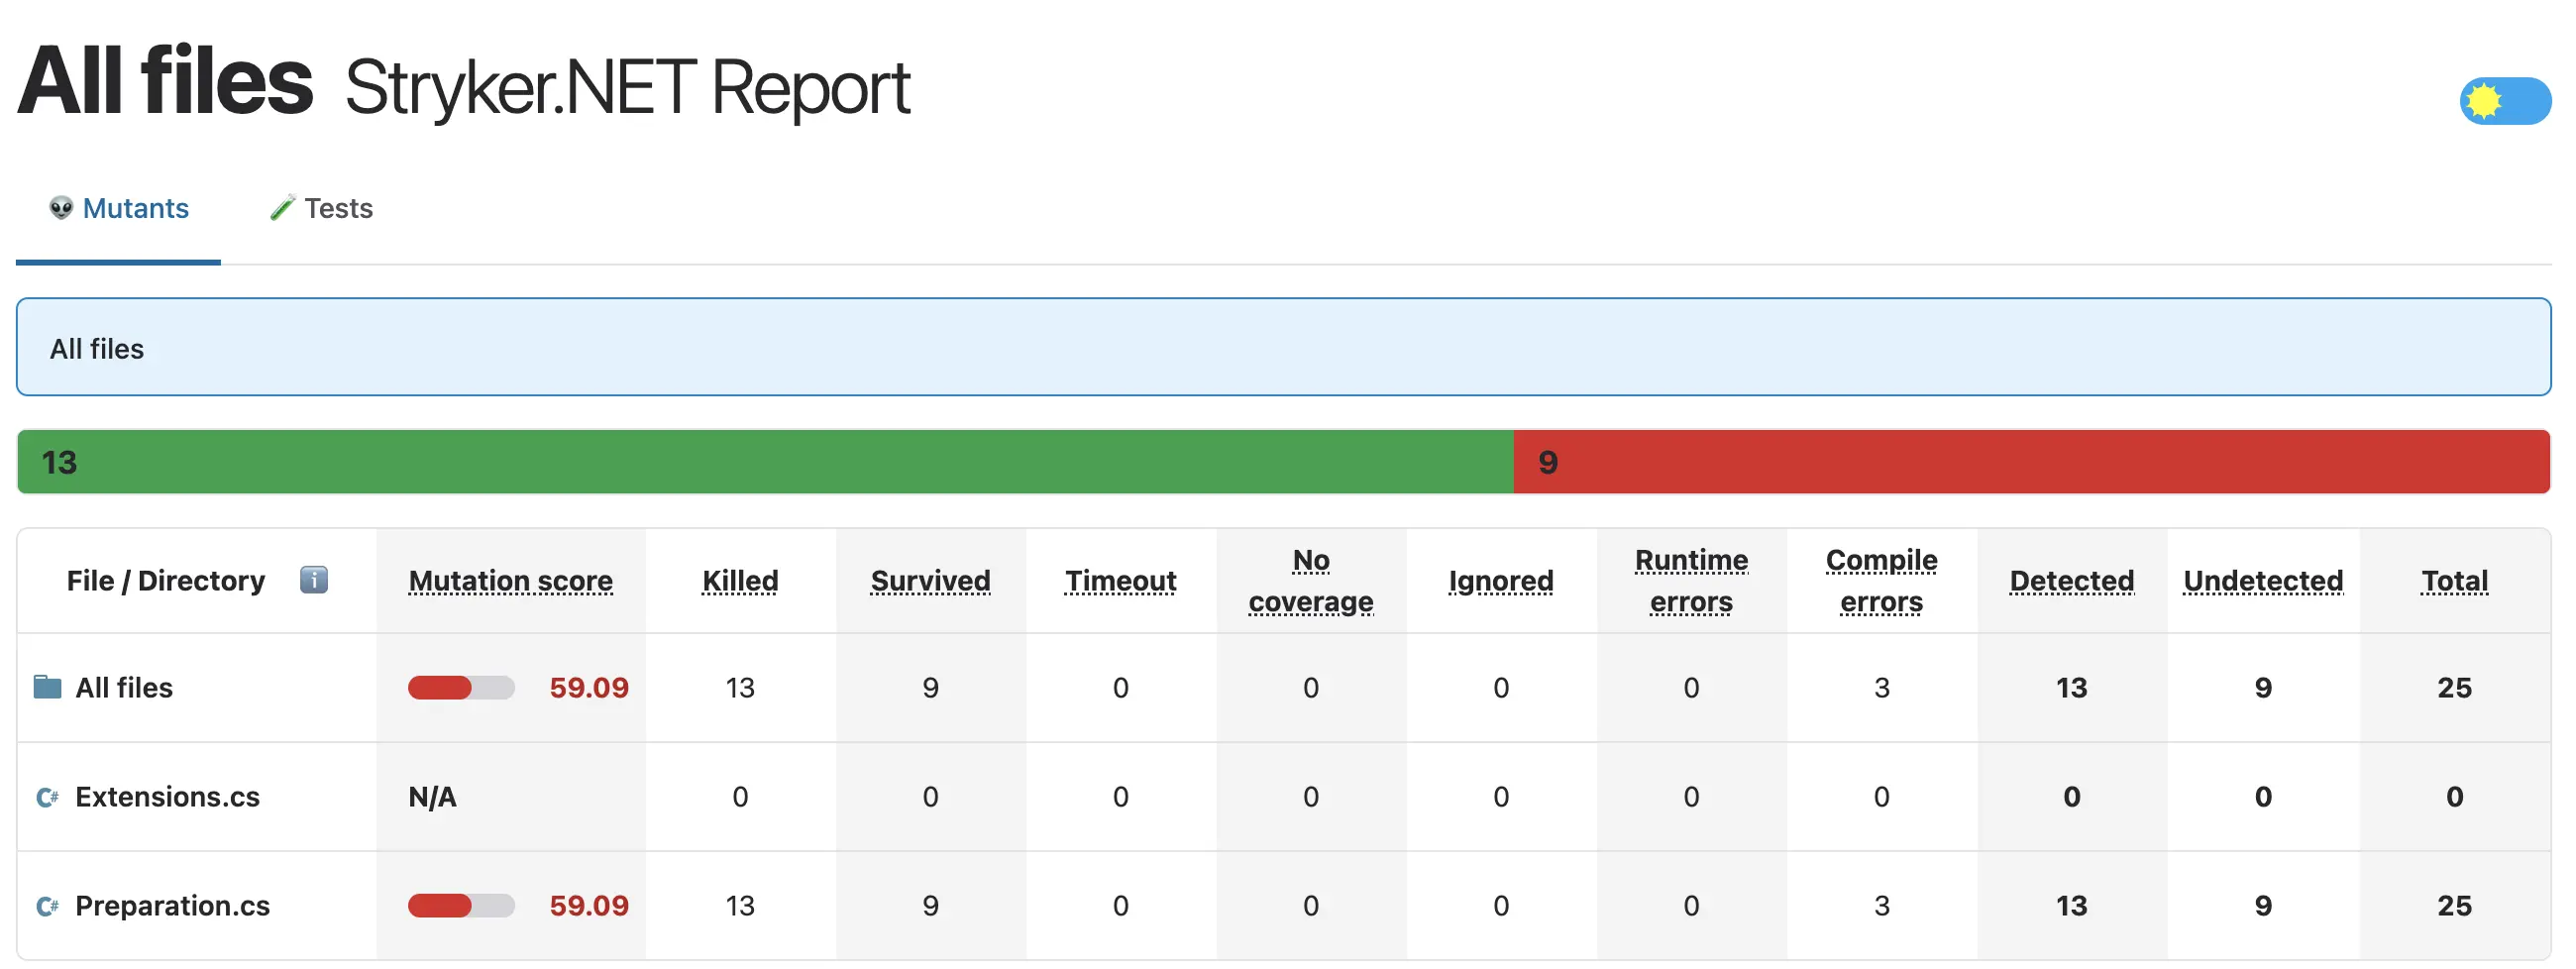 All files Stryker.NET Report
👽 Mutants 🧪 Tests
All files
13 9
File / Directory ℹ️ Mutation score Killed Survived Timeout No coverage Ignored Runtime errors Compile errors Detected Undetected Total
All files 59.09 13 9 0 0 0 0 3 13 9 25
C# Extensions.cs N/A 0 0 0 0 0 0 0 0 0 0
C# Preparation.cs 59.09 13 9 0 0 0 0 3 13 9 25